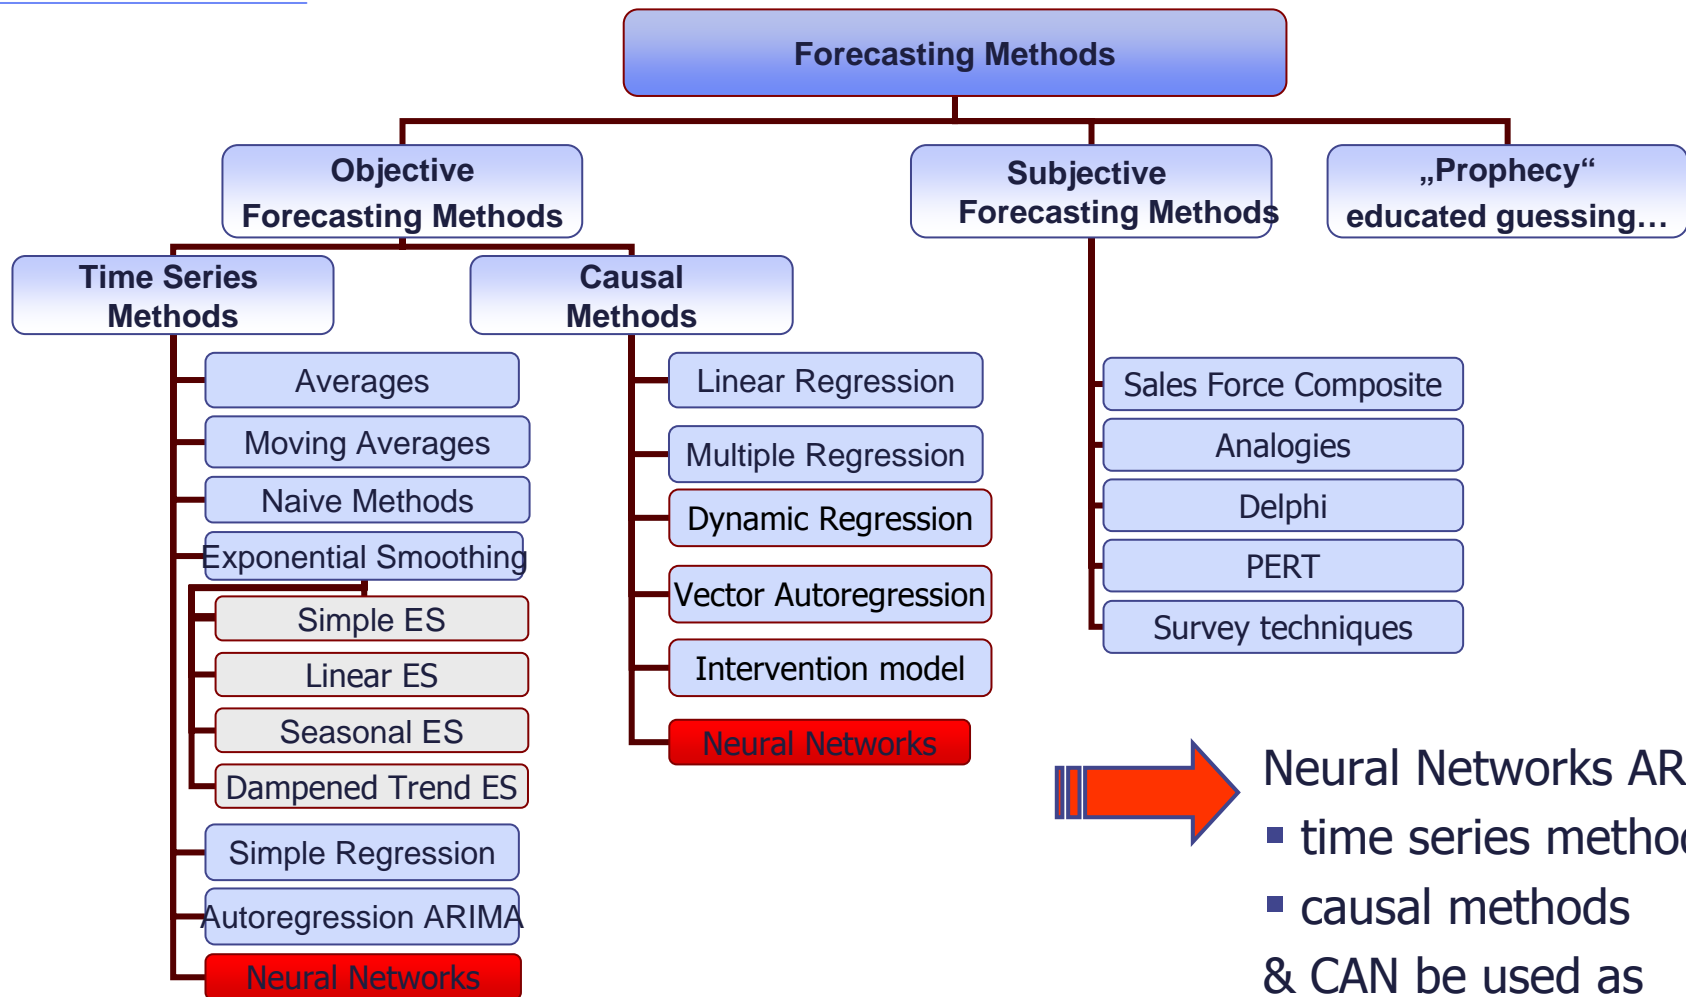 Forecasting Methods
Objective
Forecasting Methods
Subjective
Forecasting Methods
„Prophecy“
educated guessing…
Time Series
Methods
Causal
Methods
Averages
Moving Averages
Naive Methods
Exponential Smoothing
Simple ES
Linear ES
Seasonal ES
Dampened Trend ES
Simple Regression
Autoregression ARIMA
Neural Networks
Linear Regression
Multiple Regression
Dynamic Regression
Vector Autoregression
Intervention model
Neural Networks
Sales Force Composite
Analogies
Delphi
PERT
Survey techniques
Neural Networks AR
▪ time series
▪ causal methods
& CAN be used as